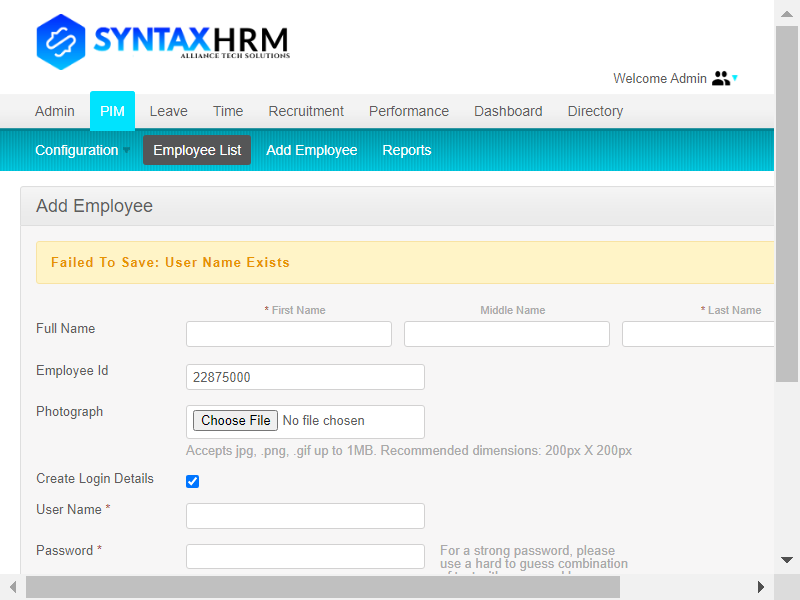 SYNTAXHRM
ALLIANCE TECH SOLUTIONS
Welcome Admin
Admin PIM Leave Time Recruitment Performance Dashboard Directory
Configuration Employee List Add Employee Reports
Add Employee
Failed To Save: User Name Exists
* First Name Middle Name * Last Name
Full Name
Employee Id 22875000
Photograph Choose File No file chosen
Accepts jpg, .png, .gif up to 1MB. Recommended dimensions: 200px X 200px
Create Login Details
User Name *
Password * For a strong password, please
use a hard to guess combination